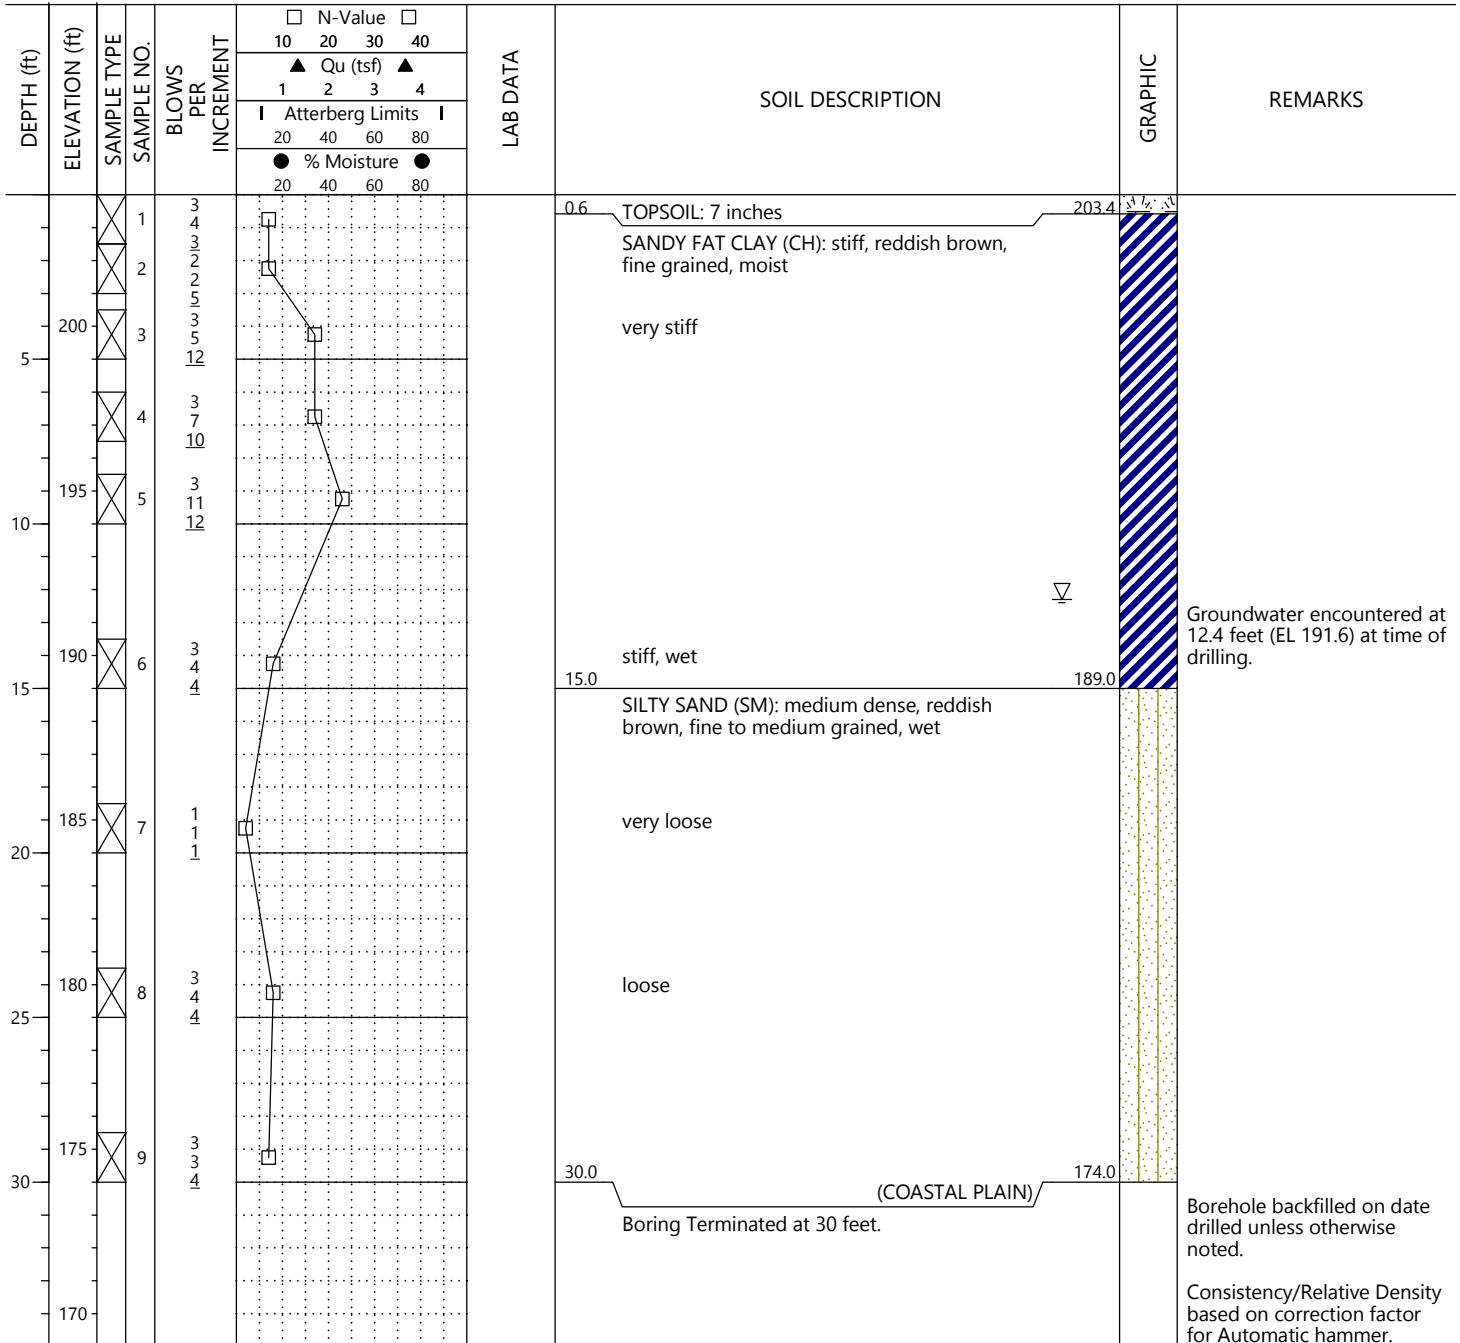 DEPTH (ft)
ELEVATION (ft)
SAMPLE TYPE
SAMPLE NO.
BLOWS
PER
INCREMENT
N-Value
10 20 30 40
Qu (tsf)
1 2 3 4
Atterberg Limits
20 40 60 80
% Moisture
20 40 60 80
LAB DATA
SOIL DESCRIPTION
GRAPHIC
REMARKS
1
3
4
3
0.6
TOPSOIL: 7 inches
203.4
2
2
2
5
SANDY FAT CLAY (CH): stiff, reddish brown,
fine grained, moist
200
3
3
5
12
very stiff
5
4
3
7
10
195
5
3
11
12
10
Groundwater encountered at
12.4 feet (EL 191.6) at time of
drilling.
190
6
3
4
4
stiff, wet
15
15.0
189.0
SILTY SAND (SM): medium dense, reddish
brown, fine to medium grained, wet
185
7
1
1
1
very loose
20
180
8
3
4
4
loose
25
175
9
3
3
4
30
30.0
174.0
(COASTAL PLAIN)
Boring Terminated at 30 feet.
Borehole backfilled on date
drilled unless otherwise
noted.
170
Consistency/Relative Density
based on correction factor
for Automatic hammer.